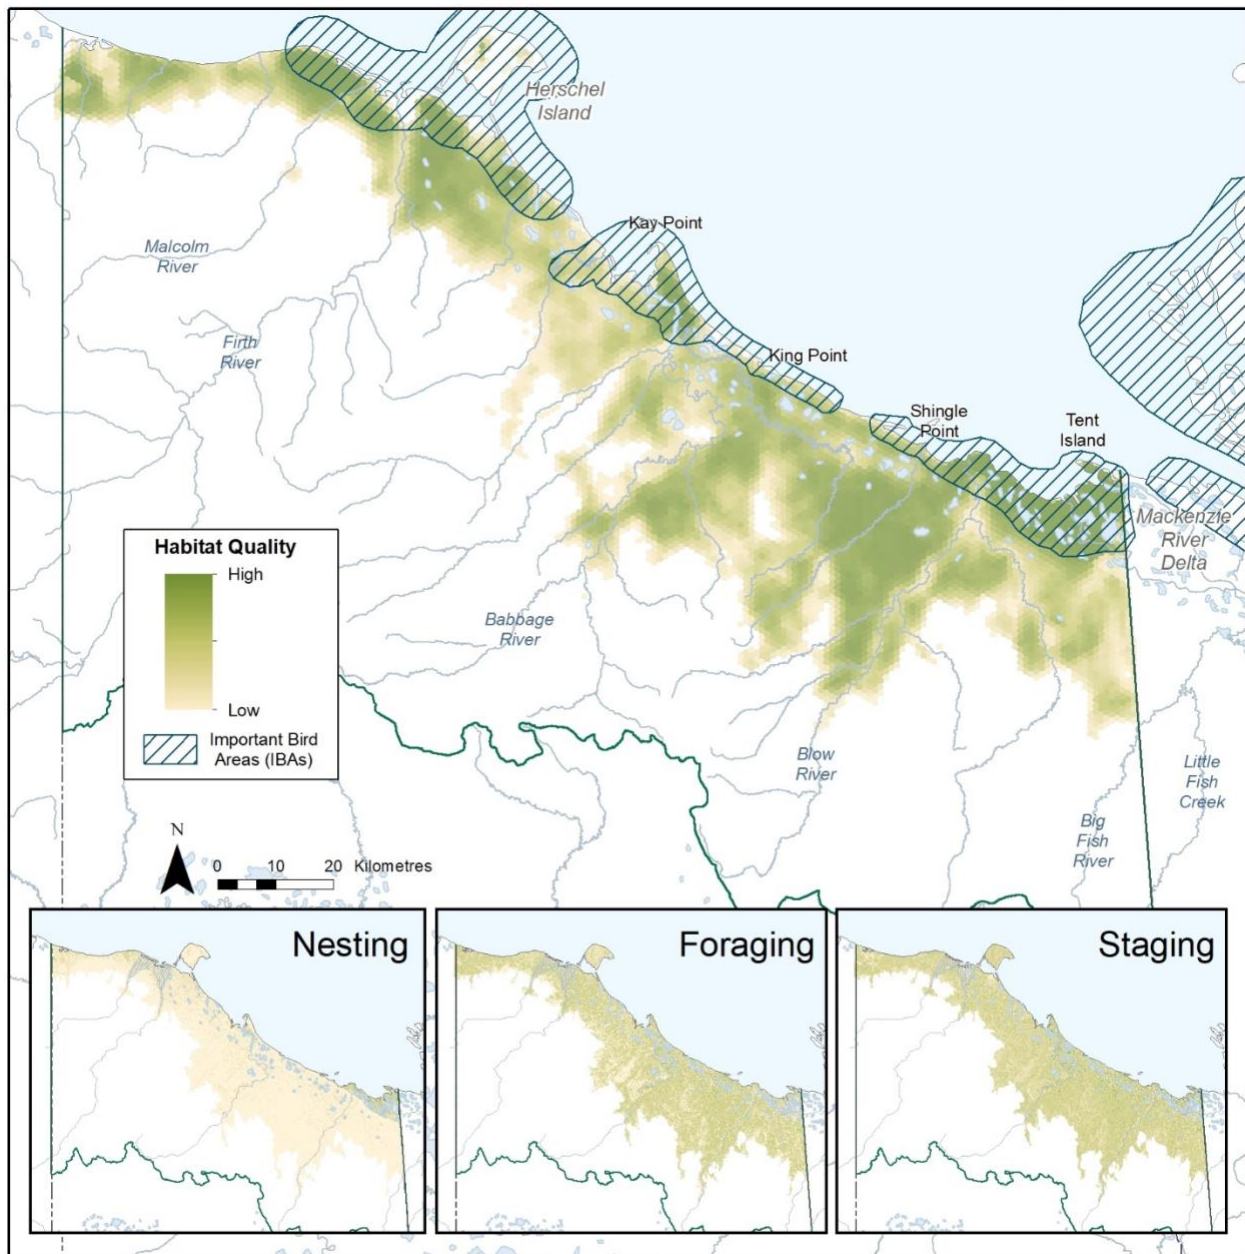 Herschel
Island
Kay Point
Malcolm
River
Firth
River
King Point
Shingle
Point
Tent
Island
Mackenzie
River
Delta
Habitat Quality
High
Low
Important Bird
Areas (IBAs)
Babbage
River
Blow
River
Little
Fish
Creek
Big
Fish
River
N
0 10 20 Kilometres
Nesting
Foraging
Staging